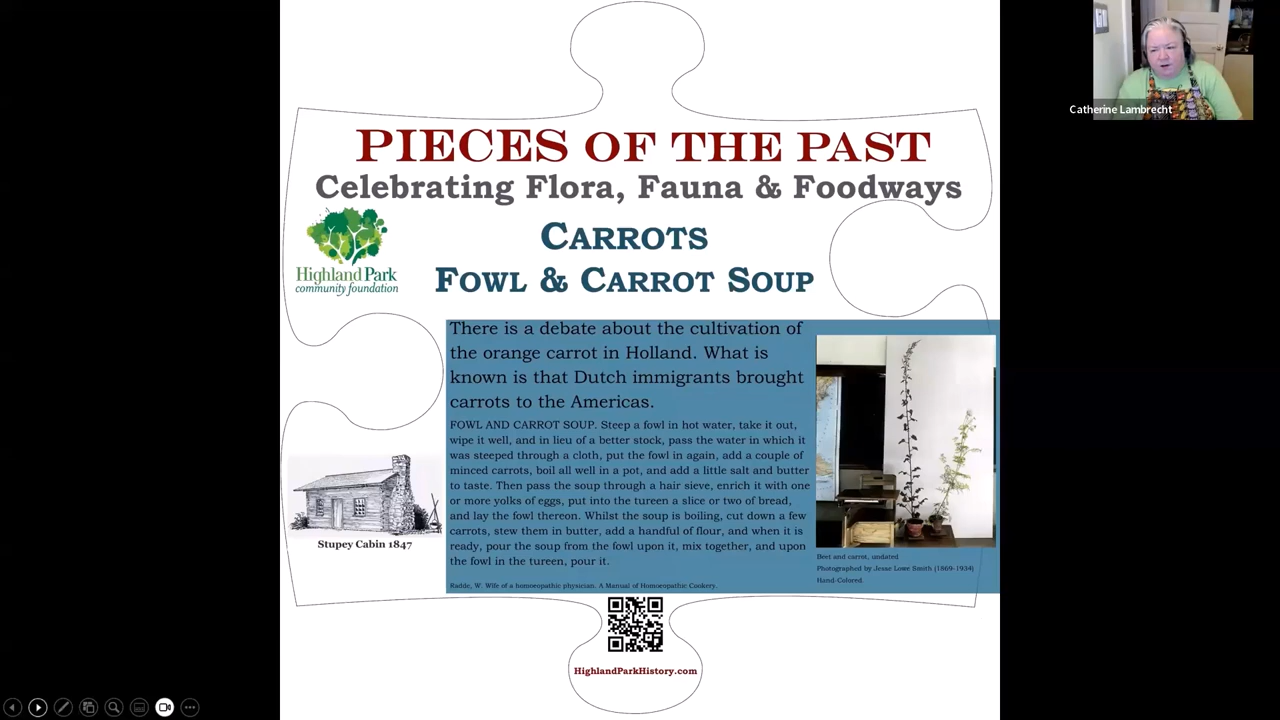 Catherine Lambrecht
PIECES OF THE PAST
Celebrating Flora, Fauna & Foodways
Highland Park
community foundation
CARROTS
FOWL & CARROT SOUP
There is a debate about the cultivation of
the orange carrot in Holland. What is
known is that Dutch immigrants brought
carrots to the Americas.
FOWL AND CARROT SOUP. Steep a fowl in hot water, take it out,
wipe it well, and in lieu of a better stock, pass the water in which it
was steeped through a cloth, put the fowl in again, add a couple of
minced carrots, boil all well in a pot, and add a little salt and butter
to taste. Then pass the soup through a hair sieve, enrich it with one
or more yolks of eggs, put into the tureen a slice or two of bread,
and lay the fowl thereon. Whilst the soup is boiling, cut down a few
carrots, stew them in butter, add a handful of flour, and when it is
ready, pour the soup from the fowl upon it, mix together, and upon
the fowl in the tureen, pour it.
Radde, W. Wife of a homoeopathic physician. A Manual of Homoeopathic Cookery.
Beet and carrot, undated
Photographed by Jesse Lowe Smith (1869-1934)
Hand-Colored.
Stupey Cabin 1847
HighlandParkHistory.com